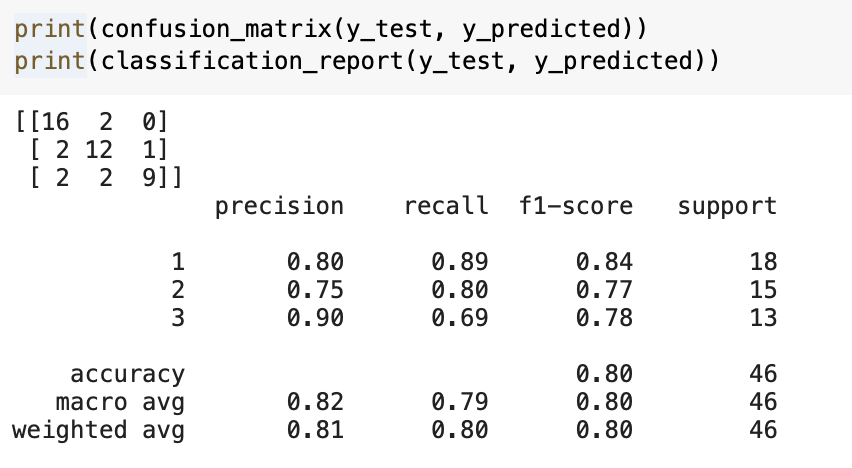 print(confusion_matrix(y_test, y_predicted))
print(classification_report(y_test, y_predicted))
[[16  2  0]
 [ 2 12  1]
 [ 2  2  9]]
              precision    recall  f1-score   support

           1       0.80      0.89      0.84        18
           2       0.75      0.80      0.77        15
           3       0.90      0.69      0.78        13

    accuracy                           0.80        46
   macro avg       0.82      0.79      0.80        46
weighted avg       0.81      0.80      0.80        46